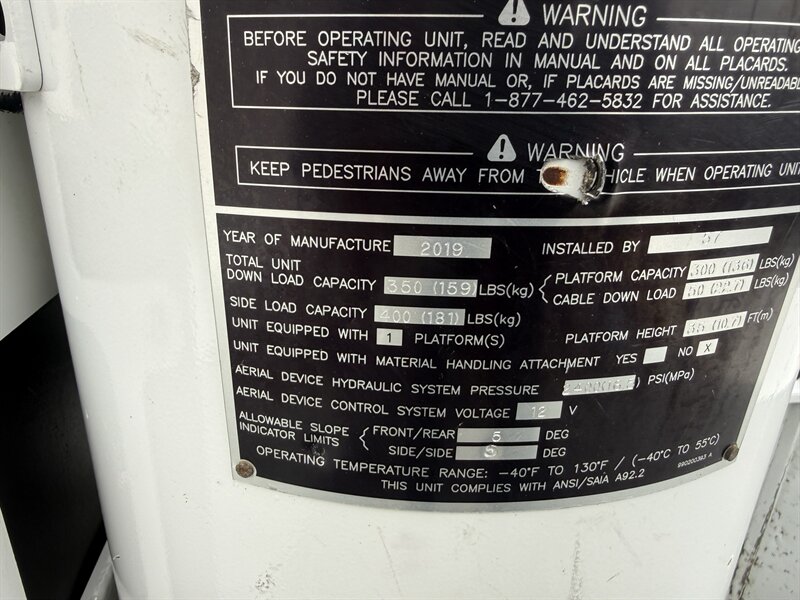 WARNING
BEFORE OPERATING UNIT, READ AND UNDERSTAND ALL OPERATING
SAFETY INFORMATION IN MANUAL AND ON ALL PLACARDS.
IF YOU DO NOT HAVE MANUAL OR, IF PLACARDS ARE MISSING/UNREADABL
PLEASE CALL 1-877-462-5832 FOR ASSISTANCE.
WARNING
KEEP PEDESTRIANS AWAY FROM HICLE WHEN OPERATING UNIT
YEAR OF MANUFACTURE 2019 INSTALLED BY 57
TOTAL UNIT
DOWN LOAD CAPACITY 350 (159) LBS(kg) { PLATFORM CAPACITY 300 (136) LBS(kg)
CABLE DOWN LOAD 50 (22.7) LBS(kg)
SIDE LOAD CAPACITY 400 (181) LBS(kg)
UNIT EQUIPPED WITH 1 PLATFORM(S) PLATFORM HEIGHT 35 (10.7) FT(m)
UNIT EQUIPPED WITH MATERIAL HANDLING ATTACHMENT YES NO X
AERIAL DEVICE HYDRAULIC SYSTEM PRESSURE PSI(MPa)
AERIAL DEVICE CONTROL SYSTEM VOLTAGE 12 V
ALLOWABLE SLOPE
INDICATOR LIMITS { FRONT/REAR 5 DEG
SIDE/SIDE 5 DEG
OPERATING TEMPERATURE RANGE: -40°F TO 130°F / (-40°C TO 55°C)
THIS UNIT COMPLIES WITH ANSI/SAIA A92.2
990200393 A